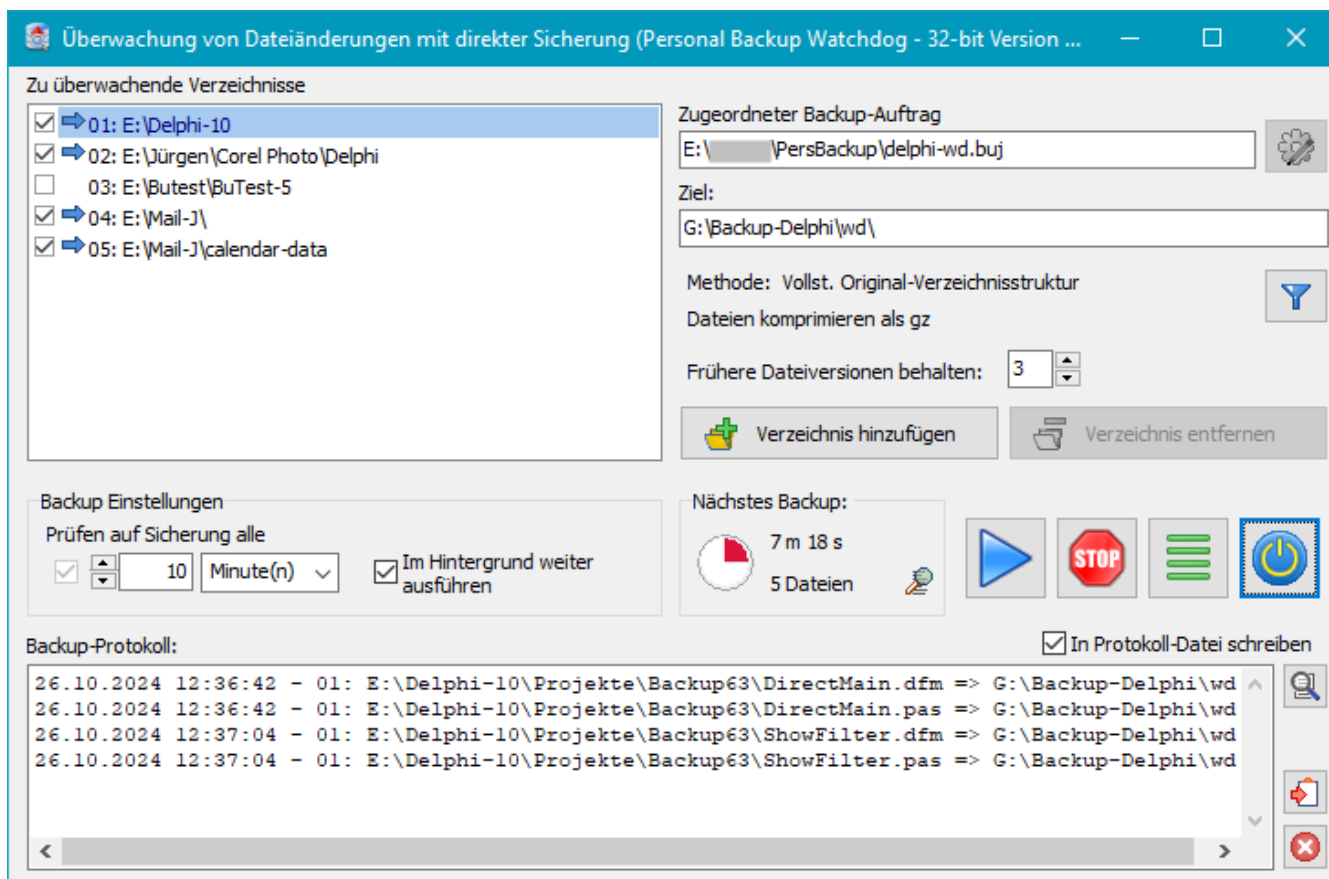 Überwachung von Dateiänderungen mit direkter Sicherung (Personal Backup Watchdog - 32-bit Version ...
Zu überwachende Verzeichnisse
01: E:\Delphi-10
02: E:\Jürgen\Corel Photo\Delphi
03: E:\Butest\BuTest-5
04: E:\Mail-J\
05: E:\Mail-J\calendar-data
Zugeordneter Backup-Auftrag
E:\ \PersBackup\delphi-wd.buj
Ziel:
G:\Backup-Delphi\wd\
Methode: Vollst. Original-Verzeichnisstruktur
Dateien komprimieren als gz
Frühere Dateiversionen behalten: 3
Verzeichnis hinzufügen
Verzeichnis entfernen
Backup Einstellungen
Prüfen auf Sicherung alle
10 Minute(n)
Im Hintergrund weiter
ausführen
Nächstes Backup:
7 m 18 s
5 Dateien
STOP
Backup-Protokoll:
In Protokoll-Datei schreiben
26.10.2024 12:36:42 - 01: E:\Delphi-10\Projekte\Backup63\DirectMain.dfm => G:\Backup-Delphi\wd
26.10.2024 12:36:42 - 01: E:\Delphi-10\Projekte\Backup63\DirectMain.pas => G:\Backup-Delphi\wd
26.10.2024 12:37:04 - 01: E:\Delphi-10\Projekte\Backup63\ShowFilter.dfm => G:\Backup-Delphi\wd
26.10.2024 12:37:04 - 01: E:\Delphi-10\Projekte\Backup63\ShowFilter.pas => G:\Backup-Delphi\wd